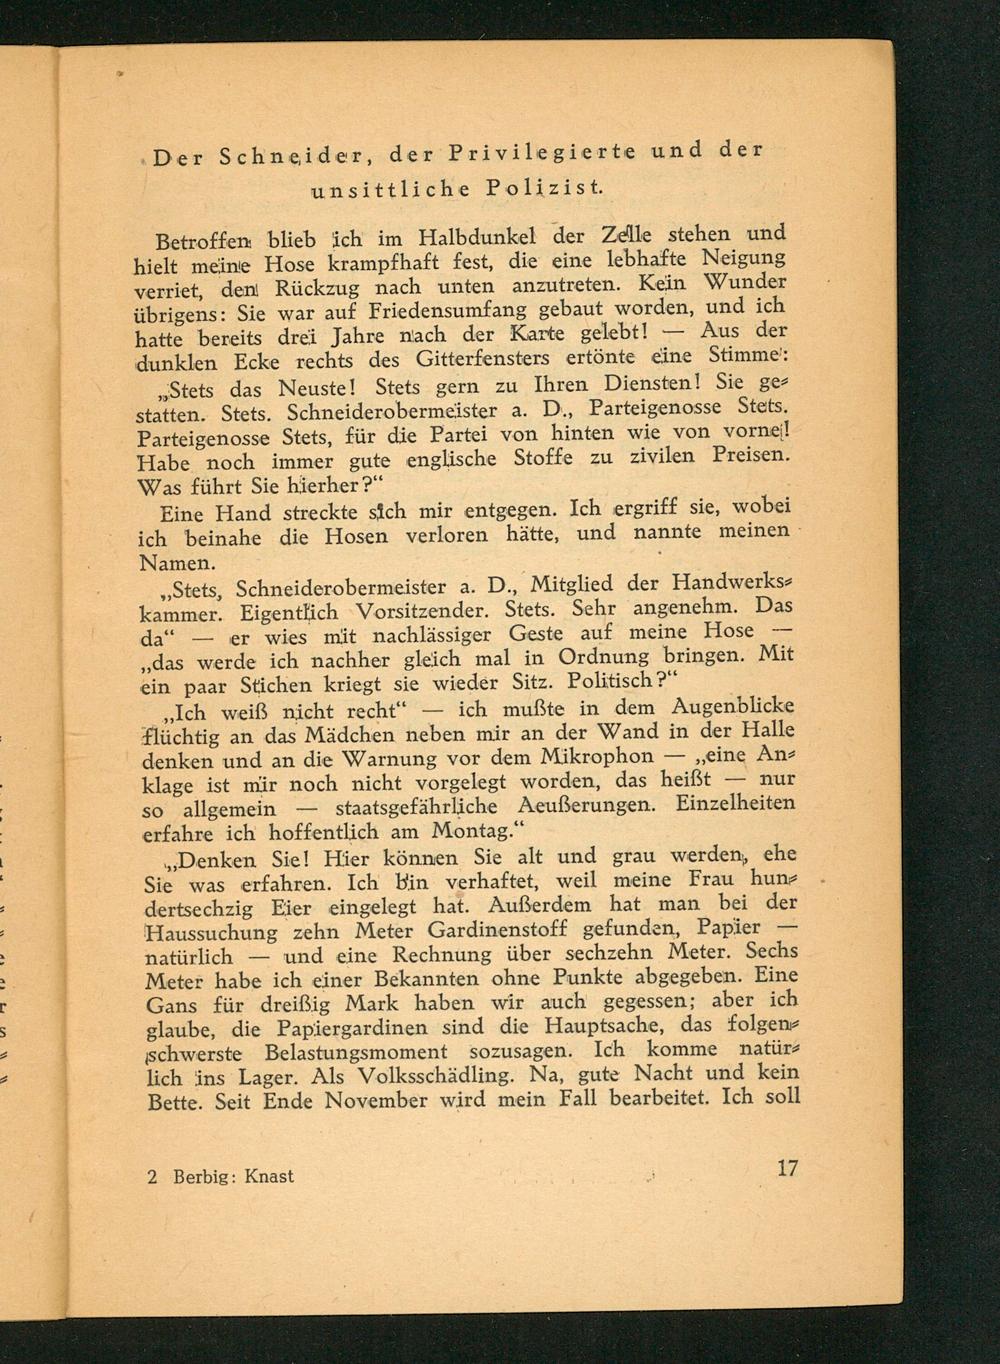 Der Schneider, der Privilegierte und der
unsittliche Polizist.
Betroffen blieb ich im Halbdunkel der Zelle stehen und
hielt meine Hose krampfhaft fest, die eine lebhafte Neigung
verriet, den Rückzug nach unten anzutreten. Kein Wunder
übrigens: Sie war auf Friedensumfang gebaut worden, und ich
hatte bereits drei Jahre nach der Karte gelebt! — Aus der
dunklen Ecke rechts des Gitterfensters ertönte eine Stimme:
„Stets das Neuste! Stets gern zu Ihren Diensten! Sie ge⸗
statten. Stets. Schneiderobermeister a. D., Parteigenosse Stets.
Parteigenosse Stets, für die Partei von hinten wie von vorne!
Habe noch immer gute englische Stoffe zu zivilen Preisen.
Was führt Sie hierher?“
Eine Hand streckte sich mir entgegen. Ich ergriff sie, wobei
ich beinahe die Hosen verloren hätte, und nannte meinen
Namen.
„Stets, Schneiderobermeister a. D., Mitglied der Handwerks⸗
kammer. Eigentlich Vorsitzender. Stets. Sehr angenehm. Das
da“ — er wies mit nachlässiger Geste auf meine Hose —
„das werde ich nachher gleich mal in Ordnung bringen. Mit
ein paar Stichen kriegt sie wieder Sitz. Politisch?“
„Ich weiß nicht recht“ — ich mußte in dem Augenblicke
flüchtig an das Mädchen neben mir an der Wand in der Halle
denken und an die Warnung vor dem Mikrophon — „eine An⸗
klage ist mir noch nicht vorgelegt worden, das heißt — nur
so allgemein — staatsgefährliche Aeußerungen. Einzelheiten
erfahre ich hoffentlich am Montag.“
„Denken Sie! Hier können Sie alt und grau werden, ehe
Sie was erfahren. Ich bin verhaftet, weil meine Frau hun⸗
dertsechzig Eier eingelegt hat. Außerdem hat man bei der
Haussuchung zehn Meter Gardinenstoff gefunden, Papier —
natürlich — und eine Rechnung über sechzehn Meter. Sechs
Meter habe ich einer Bekannten ohne Punkte abgegeben. Eine
Gans für dreißig Mark haben wir auch gegessen; aber ich
glaube, die Papiergardinen sind die Hauptsache, das folgen⸗
schwerste Belastungsmoment sozusagen. Ich komme natür⸗
lich ins Lager. Als Volksschädling. Na, gute Nacht und kein
Bette. Seit Ende November wird mein Fall bearbeitet. Ich soll
2 Berbig: Knast
17